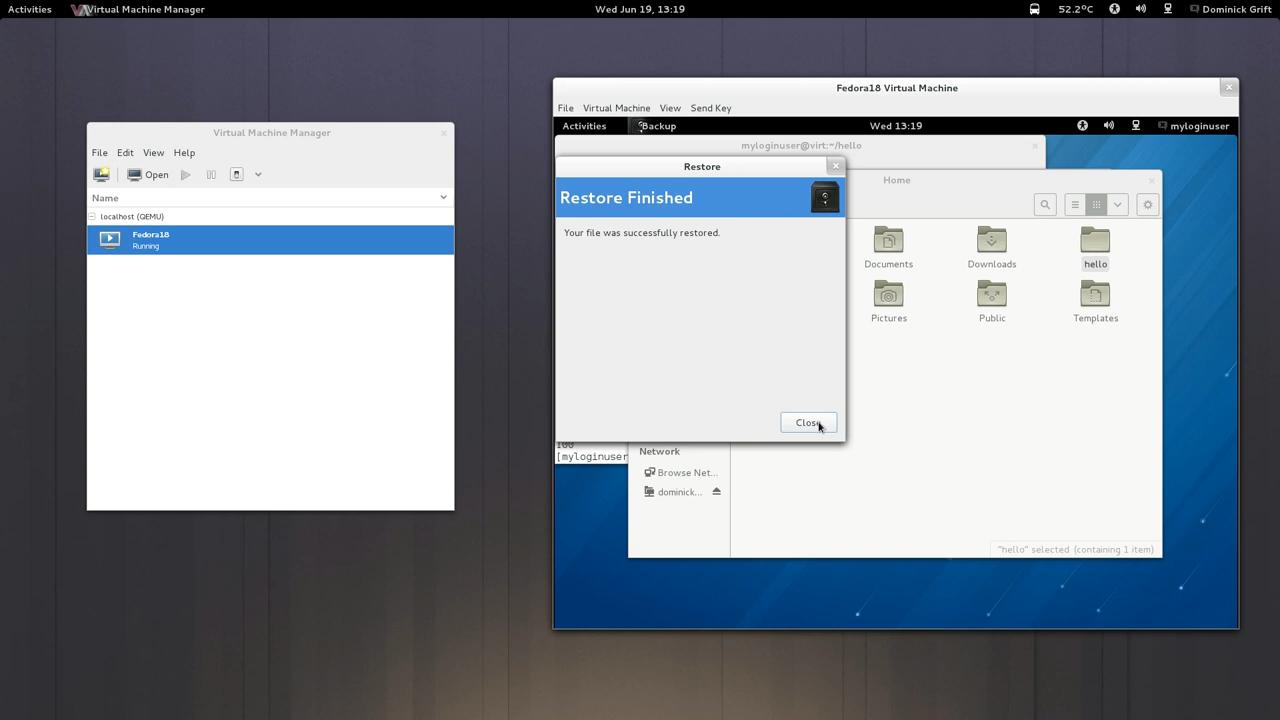 Activities Virtual Machine Manager Wed Jun 19, 13:19 52.2°C Dominick Grift
Virtual Machine Manager
File Edit View Help
Open
Name
localhost (QEMU)
Fedora18
Running
Fedora18 Virtual Machine
File Virtual Machine View Send Key
Activities Backup Wed 13:19 myloginuser
myloginuser@virt:~/hello
Restore
Restore Finished
Your file was successfully restored.
Close
Home
Documents Downloads hello
Pictures Public Templates
100
[myloginuser
Network
Browse Net...
dominick...
"hello" selected (containing 1 item)